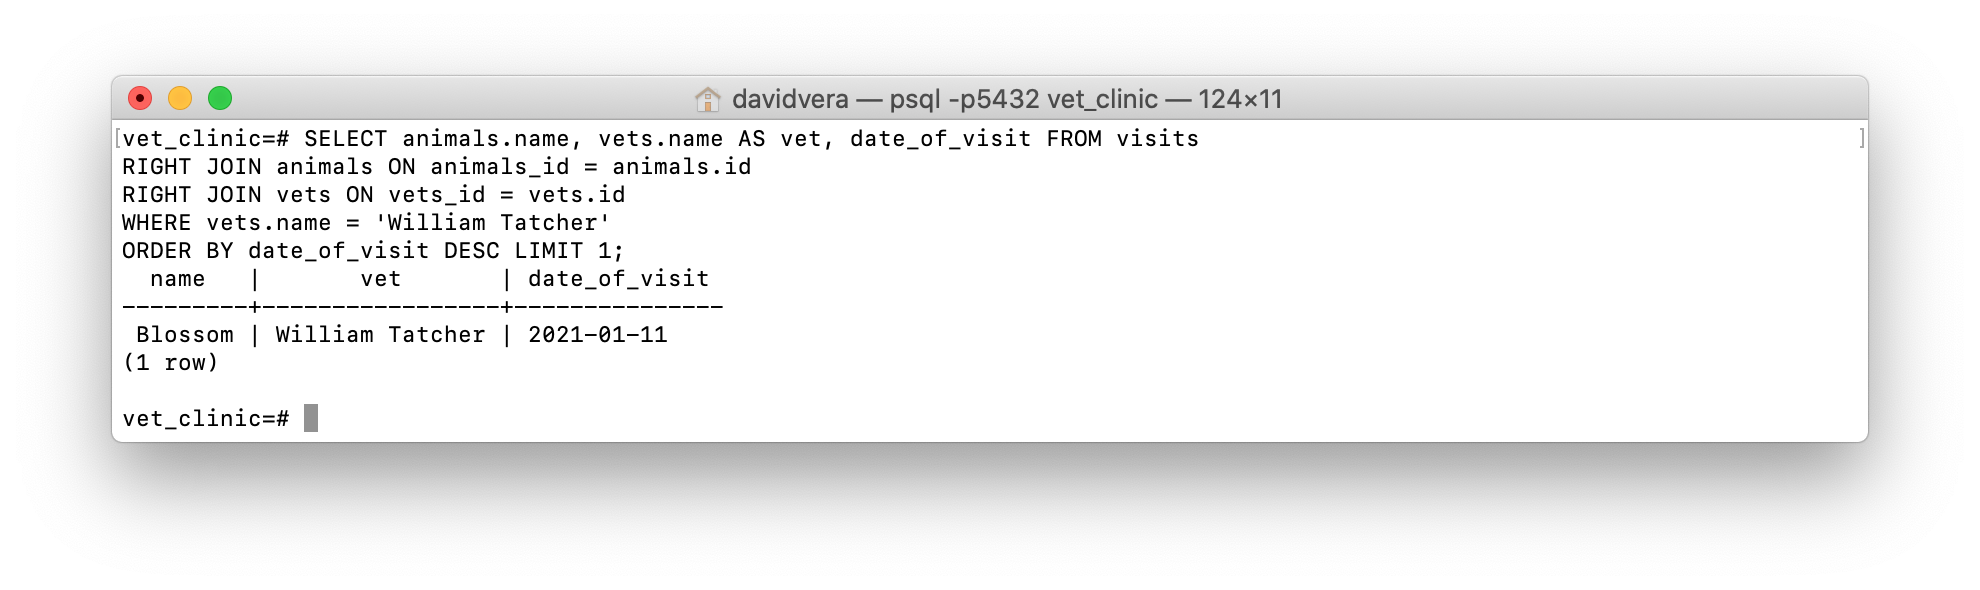 davidvera — psql -p5432 vet_clinic — 124×11
[vet_clinic=# SELECT animals.name, vets.name AS vet, date_of_visit FROM visits ]
RIGHT JOIN animals ON animals_id = animals.id
RIGHT JOIN vets ON vets_id = vets.id
WHERE vets.name = 'William Tatcher'
ORDER BY date_of_visit DESC LIMIT 1;
  name   |       vet       | date_of_visit
---------+-----------------+---------------
 Blossom | William Tatcher | 2021-01-11
(1 row)
vet_clinic=#